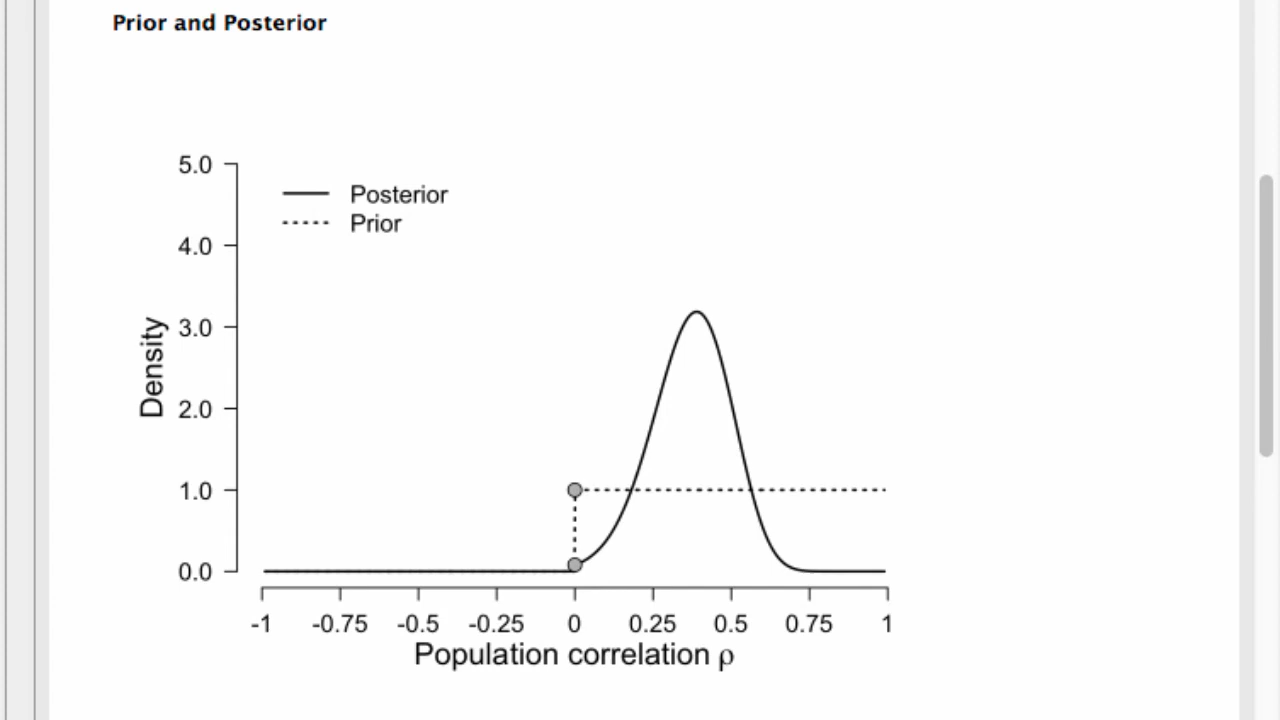 Prior and Posterior
Posterior
Prior
5.0
4.0
3.0
2.0
1.0
0.0
Density
-1 -0.75 -0.5 -0.25 0 0.25 0.5 0.75 1
Population correlation ρ